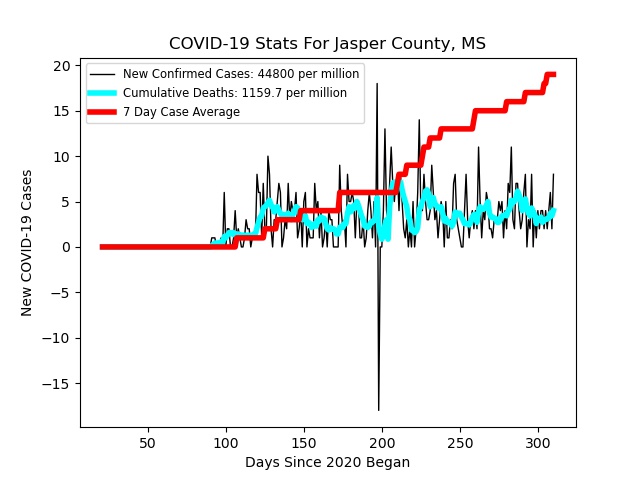 COVID-19 Stats For Jasper County, MS
New Confirmed Cases: 44800 per million
Cumulative Deaths: 1159.7 per million
7 Day Case Average
New COVID-19 Cases
20
15
10
5
0
−5
−10
−15
50 100 150 200 250 300
Days Since 2020 Began